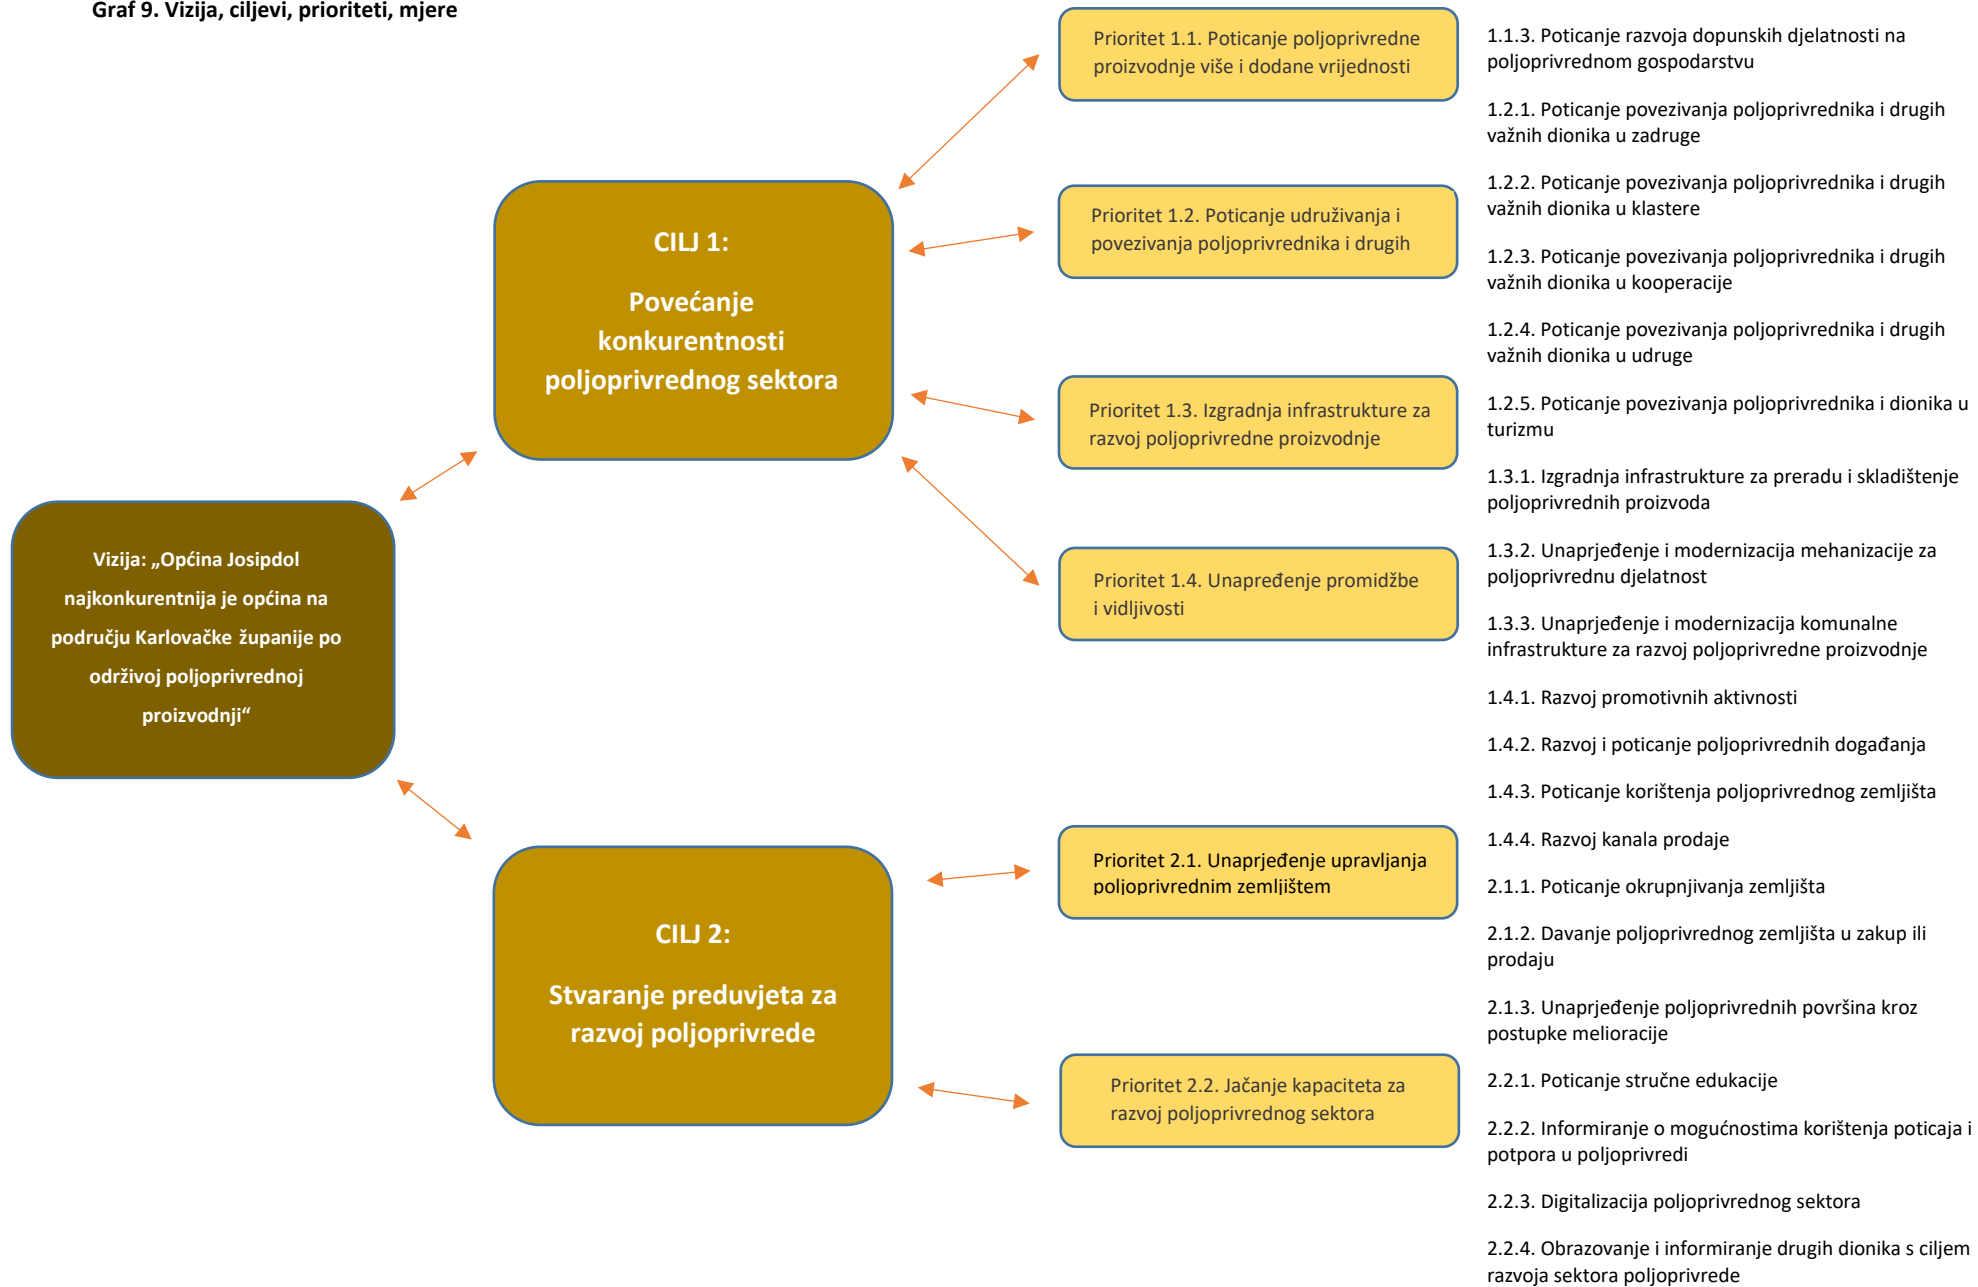 Graf 9. Vizija, ciljevi, prioriteti, mjere
Vizija: „Općina Josipdol
najkonkurentnija je općina na
području Karlovačke županije po
održivoj poljoprivrednoj
proizvodnji“
CILJ 1:
Povećanje
konkurentnosti
poljoprivrednog sektora
CILJ 2:
Stvaranje preduvjeta za
razvoj poljoprivrede
Prioritet 1.1. Poticanje poljoprivredne
proizvodnje više i dodane vrijednosti
Prioritet 1.2. Poticanje udruživanja i
povezivanja poljoprivrednika i drugih
Prioritet 1.3. Izgradnja infrastrukture za
razvoj poljoprivredne proizvodnje
Prioritet 1.4. Unapređenje promidžbe
i vidljivosti
Prioritet 2.1. Unaprjeđenje upravljanja
poljoprivrednim zemljištem
Prioritet 2.2. Jačanje kapaciteta za
razvoj poljoprivrednog sektora
1.1.3. Poticanje razvoja dopunskih djelatnosti na
poljoprivrednom gospodarstvu
1.2.1. Poticanje povezivanja poljoprivrednika i drugih
važnih dionika u zadruge
1.2.2. Poticanje povezivanja poljoprivrednika i drugih
važnih dionika u klastere
1.2.3. Poticanje povezivanja poljoprivrednika i drugih
važnih dionika u kooperacije
1.2.4. Poticanje povezivanja poljoprivrednika i drugih
važnih dionika u udruge
1.2.5. Poticanje povezivanja poljoprivrednika i dionika u
turizmu
1.3.1. Izgradnja infrastrukture za preradu i skladištenje
poljoprivrednih proizvoda
1.3.2. Unaprjeđenje i modernizacija mehanizacije za
poljoprivrednu djelatnost
1.3.3. Unaprjeđenje i modernizacija komunalne
infrastrukture za razvoj poljoprivredne proizvodnje
1.4.1. Razvoj promotivnih aktivnosti
1.4.2. Razvoj i poticanje poljoprivrednih događanja
1.4.3. Poticanje korištenja poljoprivrednog zemljišta
1.4.4. Razvoj kanala prodaje
2.1.1. Poticanje okrupnjivanja zemljišta
2.1.2. Davanje poljoprivrednog zemljišta u zakup ili
prodaju
2.1.3. Unaprjeđenje poljoprivrednih površina kroz
postupke melioracije
2.2.1. Poticanje stručne edukacije
2.2.2. Informiranje o mogućnostima korištenja poticaja i
potpora u poljoprivredi
2.2.3. Digitalizacija poljoprivrednog sektora
2.2.4. Obrazovanje i informiranje drugih dionika s ciljem
razvoja sektora poljoprivrede